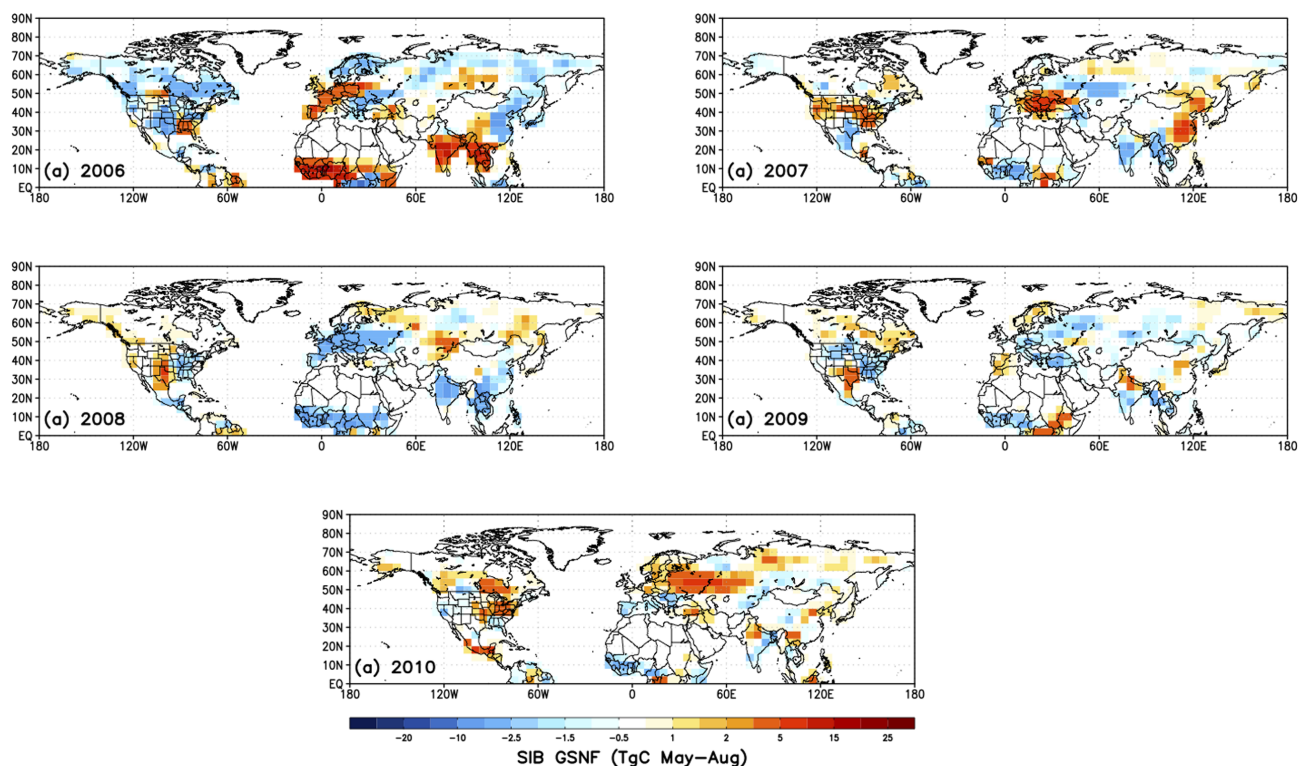 90N
80N
70N
60N
50N
40N
30N
20N
10N
EQ
(a) 2006
180 120W 60W 0 60E 120E 180
90N
80N
70N
60N
50N
40N
30N
20N
10N
EQ
(a) 2007
180 120W 60W 0 60E 120E 180
90N
80N
70N
60N
50N
40N
30N
20N
10N
EQ
(a) 2008
180 120W 60W 0 60E 120E 180
90N
80N
70N
60N
50N
40N
30N
20N
10N
EQ
(a) 2009
180 120W 60W 0 60E 120E 180
90N
80N
70N
60N
50N
40N
30N
20N
10N
EQ
(a) 2010
180 120W 60W 0 60E 120E 180
-20 -10 -2.5 -1.5 -0.5 1 2 5 15 25
SIB GSNF (TgC May-Aug)